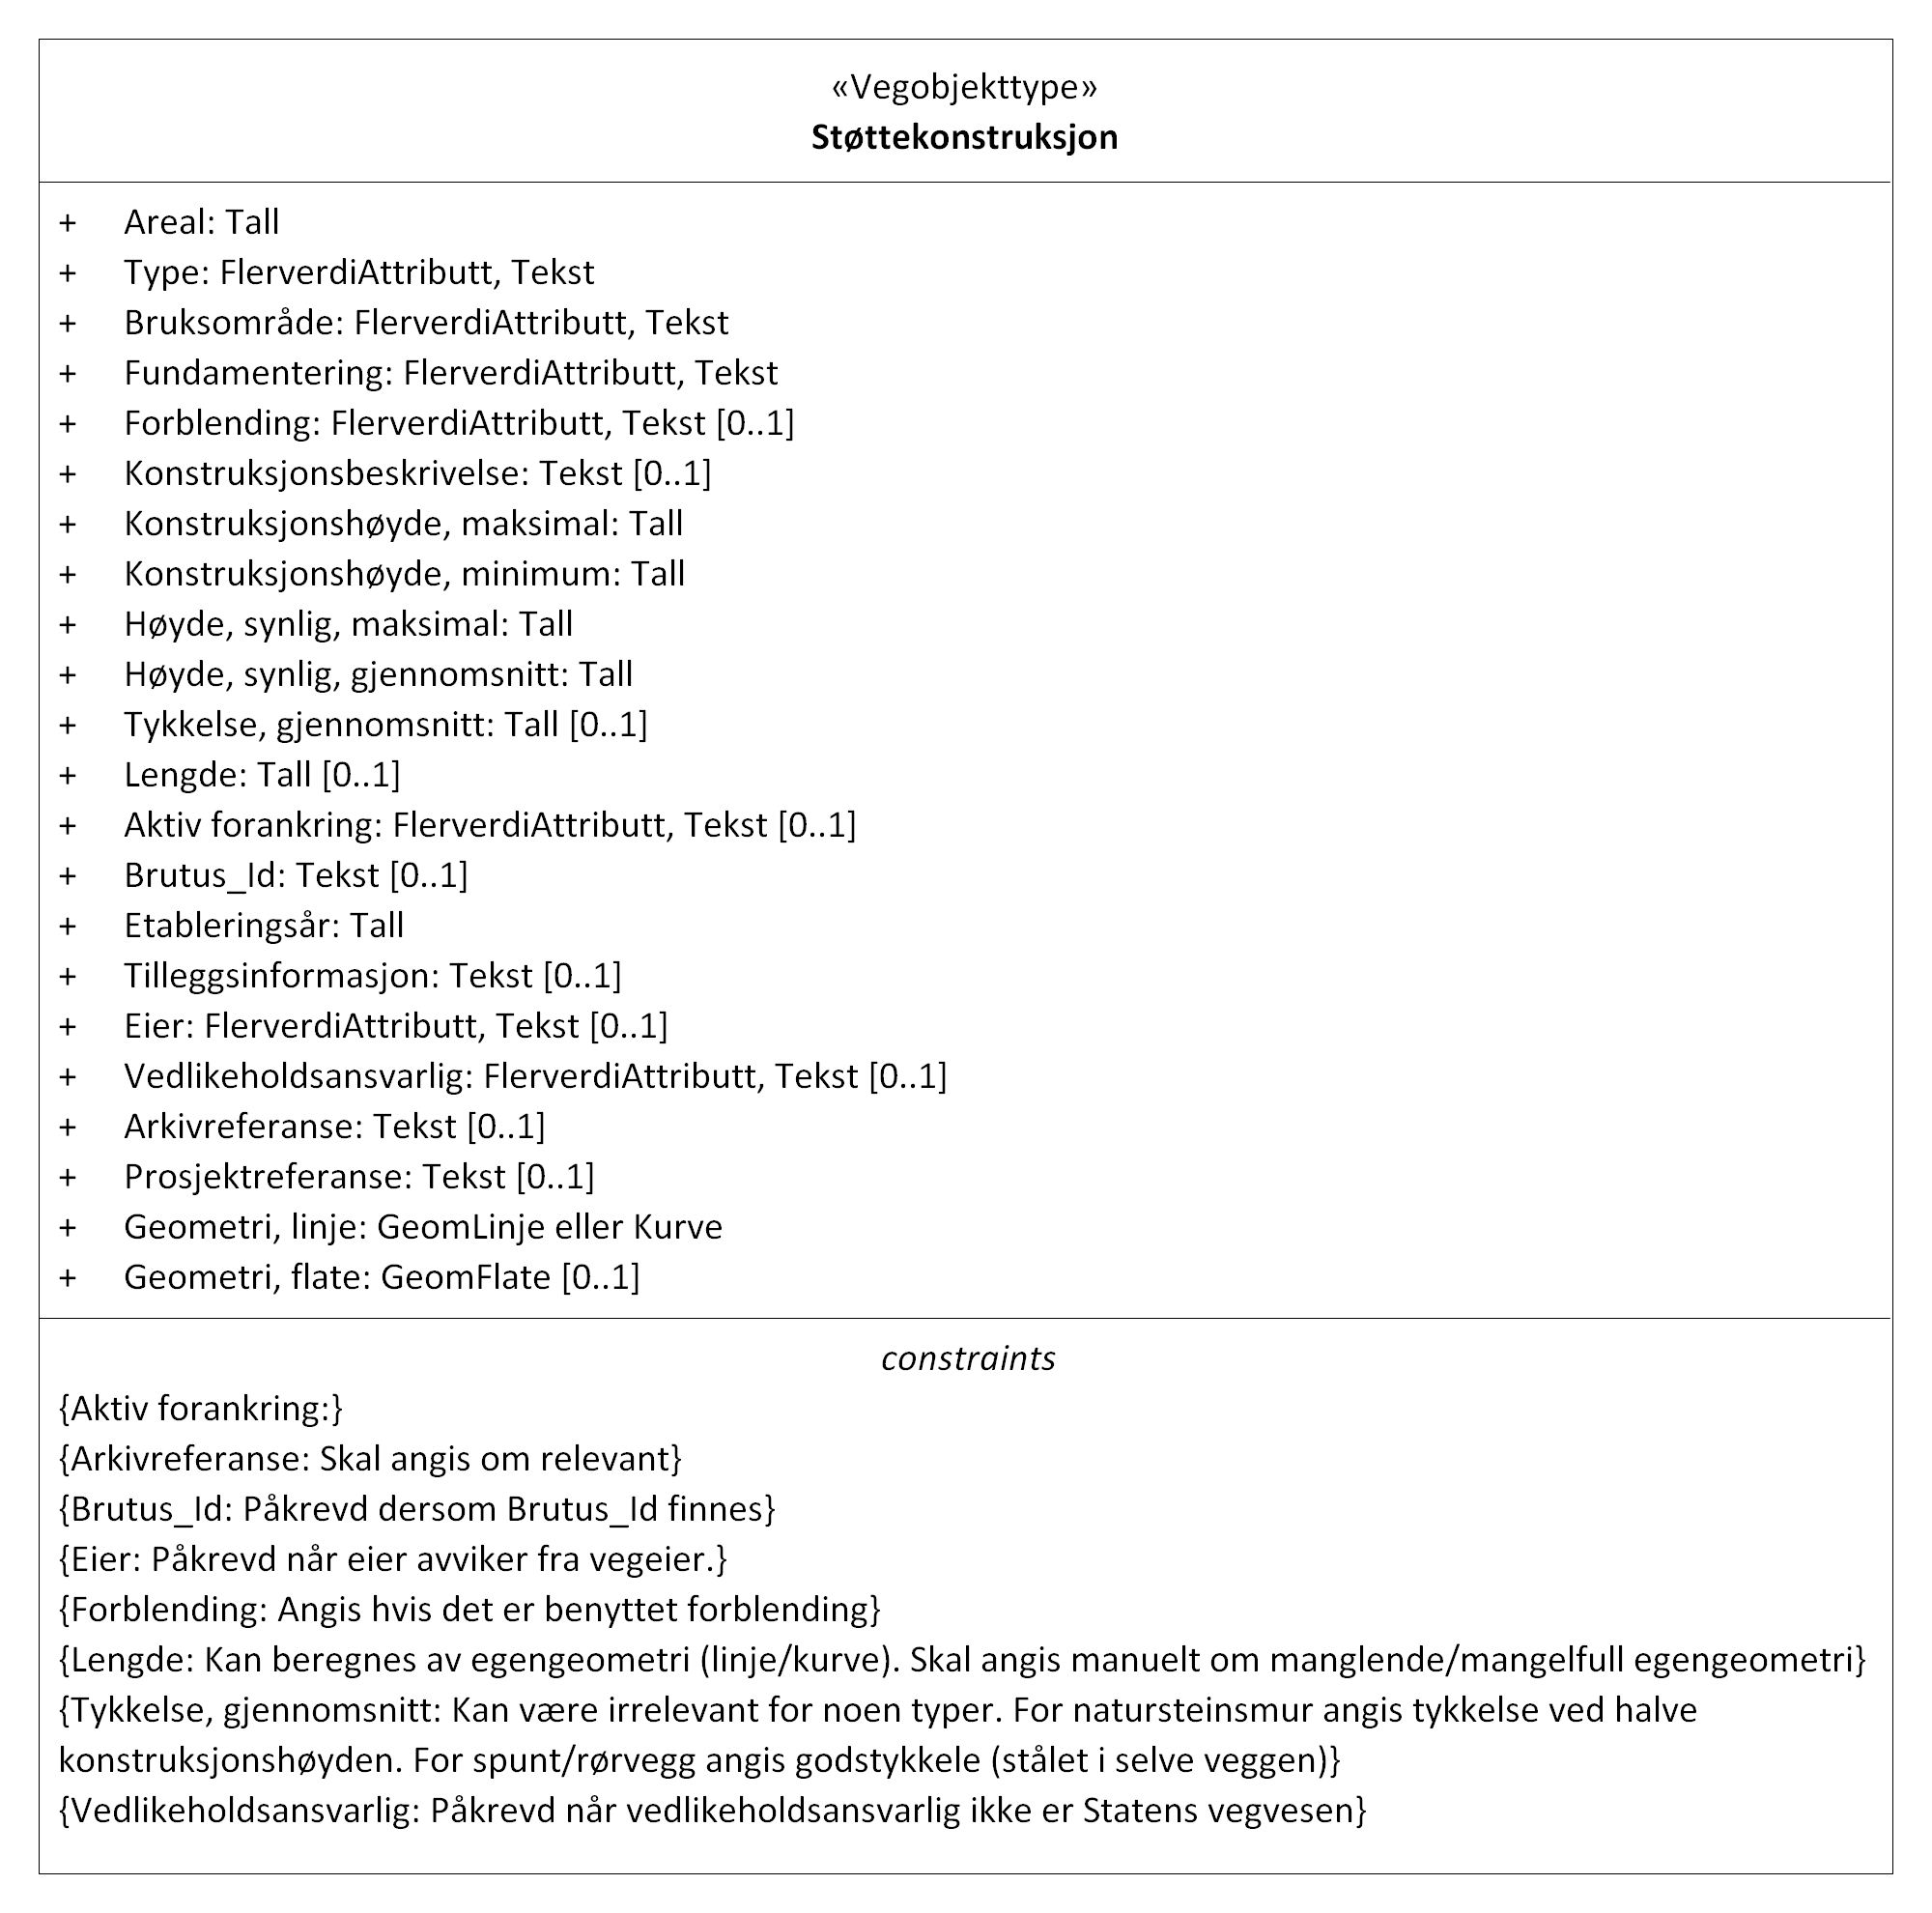 «Vegobjekttype»
Støttekonstruksjon
+ Areal: Tall
+ Type: FlerverdiAttributt, Tekst
+ Bruksområde: FlerverdiAttributt, Tekst
+ Fundamentering: FlerverdiAttributt, Tekst
+ Forblending: FlerverdiAttributt, Tekst [0..1]
+ Konstruksjonsbeskrivelse: Tekst [0..1]
+ Konstruksjonshøyde, maksimal: Tall
+ Konstruksjonshøyde, minimum: Tall
+ Høyde, synlig, maksimal: Tall
+ Høyde, synlig, gjennomsnitt: Tall
+ Tykkelse, gjennomsnitt: Tall [0..1]
+ Lengde: Tall [0..1]
+ Aktiv forankring: FlerverdiAttributt, Tekst [0..1]
+ Brutus_Id: Tekst [0..1]
+ Etableringsår: Tall
+ Tilleggsinformasjon: Tekst [0..1]
+ Eier: FlerverdiAttributt, Tekst [0..1]
+ Vedlikeholdsansvarlig: FlerverdiAttributt, Tekst [0..1]
+ Arkivreferanse: Tekst [0..1]
+ Prosjektreferanse: Tekst [0..1]
+ Geometri, linje: GeomLinje eller Kurve
+ Geometri, flate: GeomFlate [0..1]
constraints
{Aktiv forankring:}
{Arkivreferanse: Skal angis om relevant}
{Brutus_Id: Påkrevd dersom Brutus_Id finnes}
{Eier: Påkrevd når eier avviker fra vegeier.}
{Forblending: Angis hvis det er benyttet forblending}
{Lengde: Kan beregnes av egengeometri (linje/kurve). Skal angis manuelt om manglende/mangelfull egengeometri}
{Tykkelse, gjennomsnitt: Kan være irrelevant for noen typer. For natursteinsmur angis tykkelse ved halve
konstruksjonshøyden. For spunt/rørvegg angis godstykkele (stålet i selve veggen)}
{Vedlikeholdsansvarlig: Påkrevd når vedlikeholdsansvarlig ikke er Statens vegvesen}